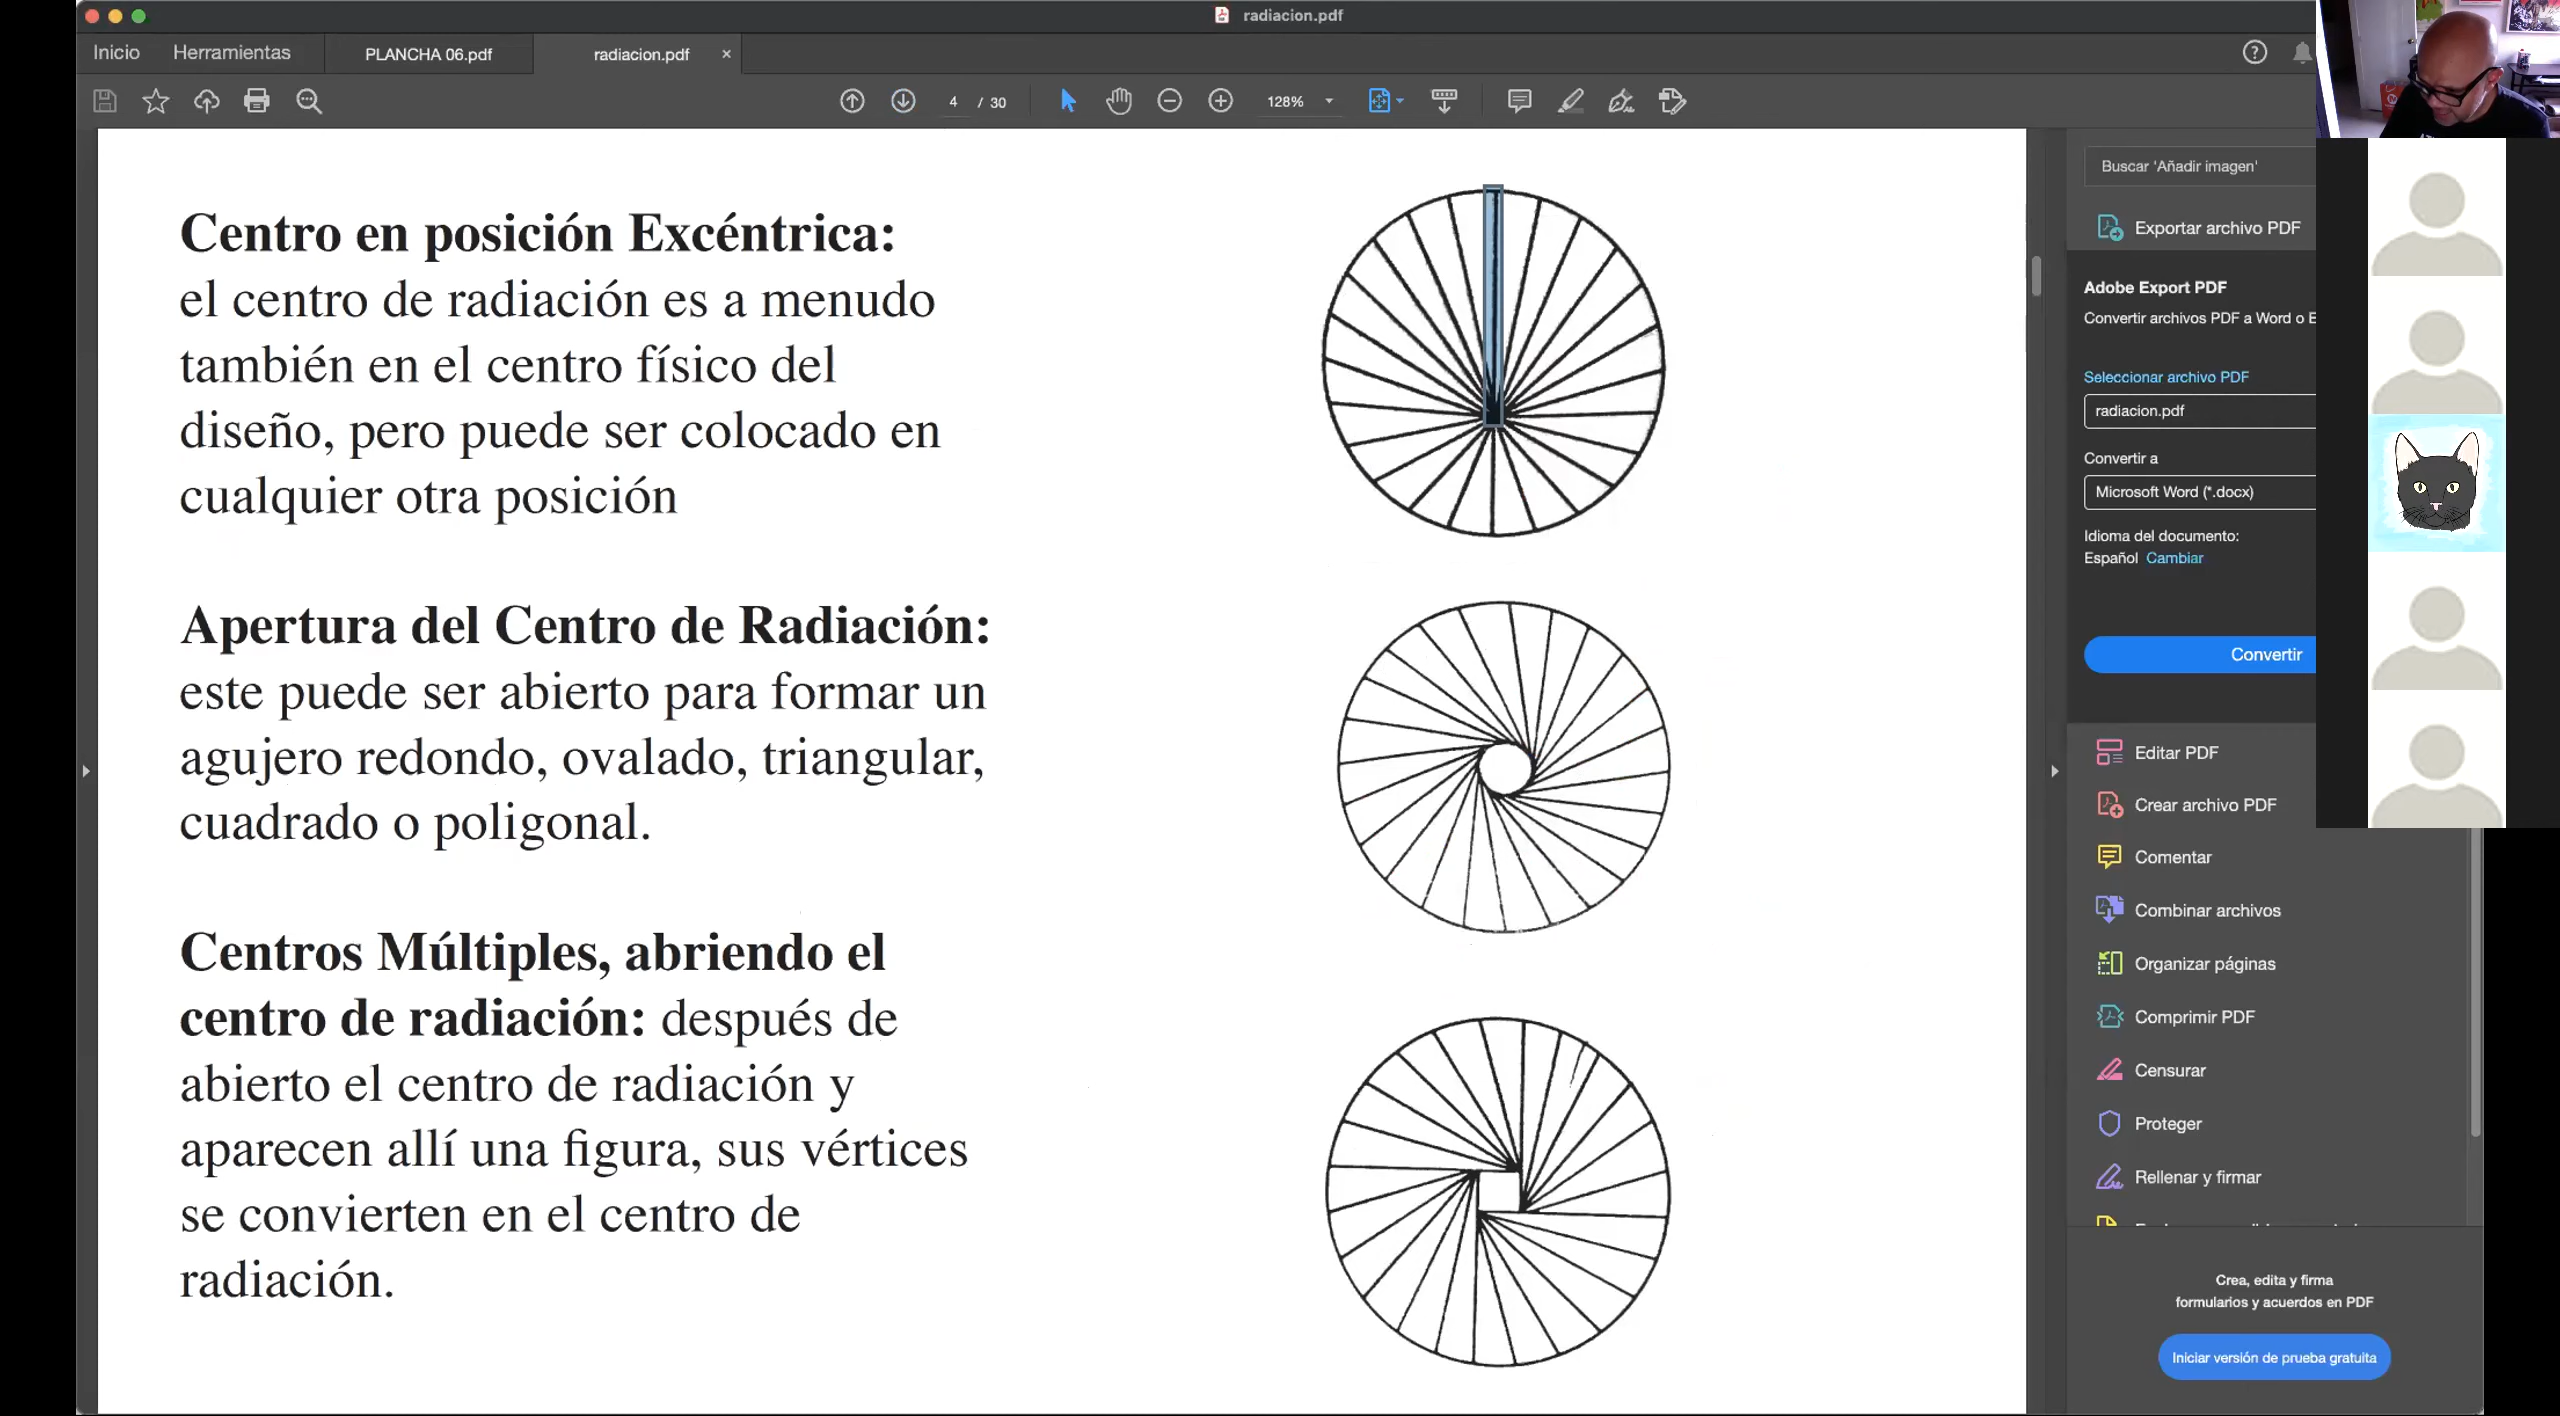 radiacion.pdf
Inicio Herramientas PLANCHA 06.pdf radiacion.pdf ×
4 / 30 128%
Centro en posición Excéntrica:
el centro de radiación es a menudo
también en el centro físico del
diseño, pero puede ser colocado en
cualquier otra posición
Apertura del Centro de Radiación:
este puede ser abierto para formar un
agujero redondo, ovalado, triangular,
cuadrado o poligonal.
Centros Múltiples, abriendo el
centro de radiación: después de
abierto el centro de radiación y
aparecen allí una figura, sus vértices
se convierten en el centro de
radiación.
Buscar 'Añadir imagen'
Exportar archivo PDF
Adobe Export PDF
Convertir archivos PDF a Word o E
Seleccionar archivo PDF
radiacion.pdf
Convertir a
Microsoft Word (*.docx)
Idioma del documento:
Español Cambiar
Convertir
Editar PDF
Crear archivo PDF
Comentar
Combinar archivos
Organizar páginas
Comprimir PDF
Censurar
Proteger
Rellenar y firmar
Crea, edita y firma
formularios y acuerdos en PDF
Iniciar versión de prueba gratuita